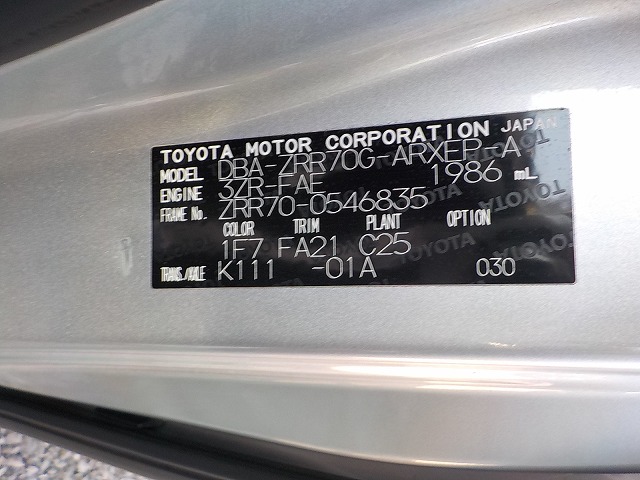 TOYOTA MOTOR CORPORATION JAPAN
MODEL DBA-ZRR70G-ARXEP-A
ENGINE 3ZR-FAE 1986 mL
FRAME No. ZRR70-0546835
COLOR TRIM PLANT OPTION
1F7 FA21 C25
TRANS./AXLE K111 -01A 030